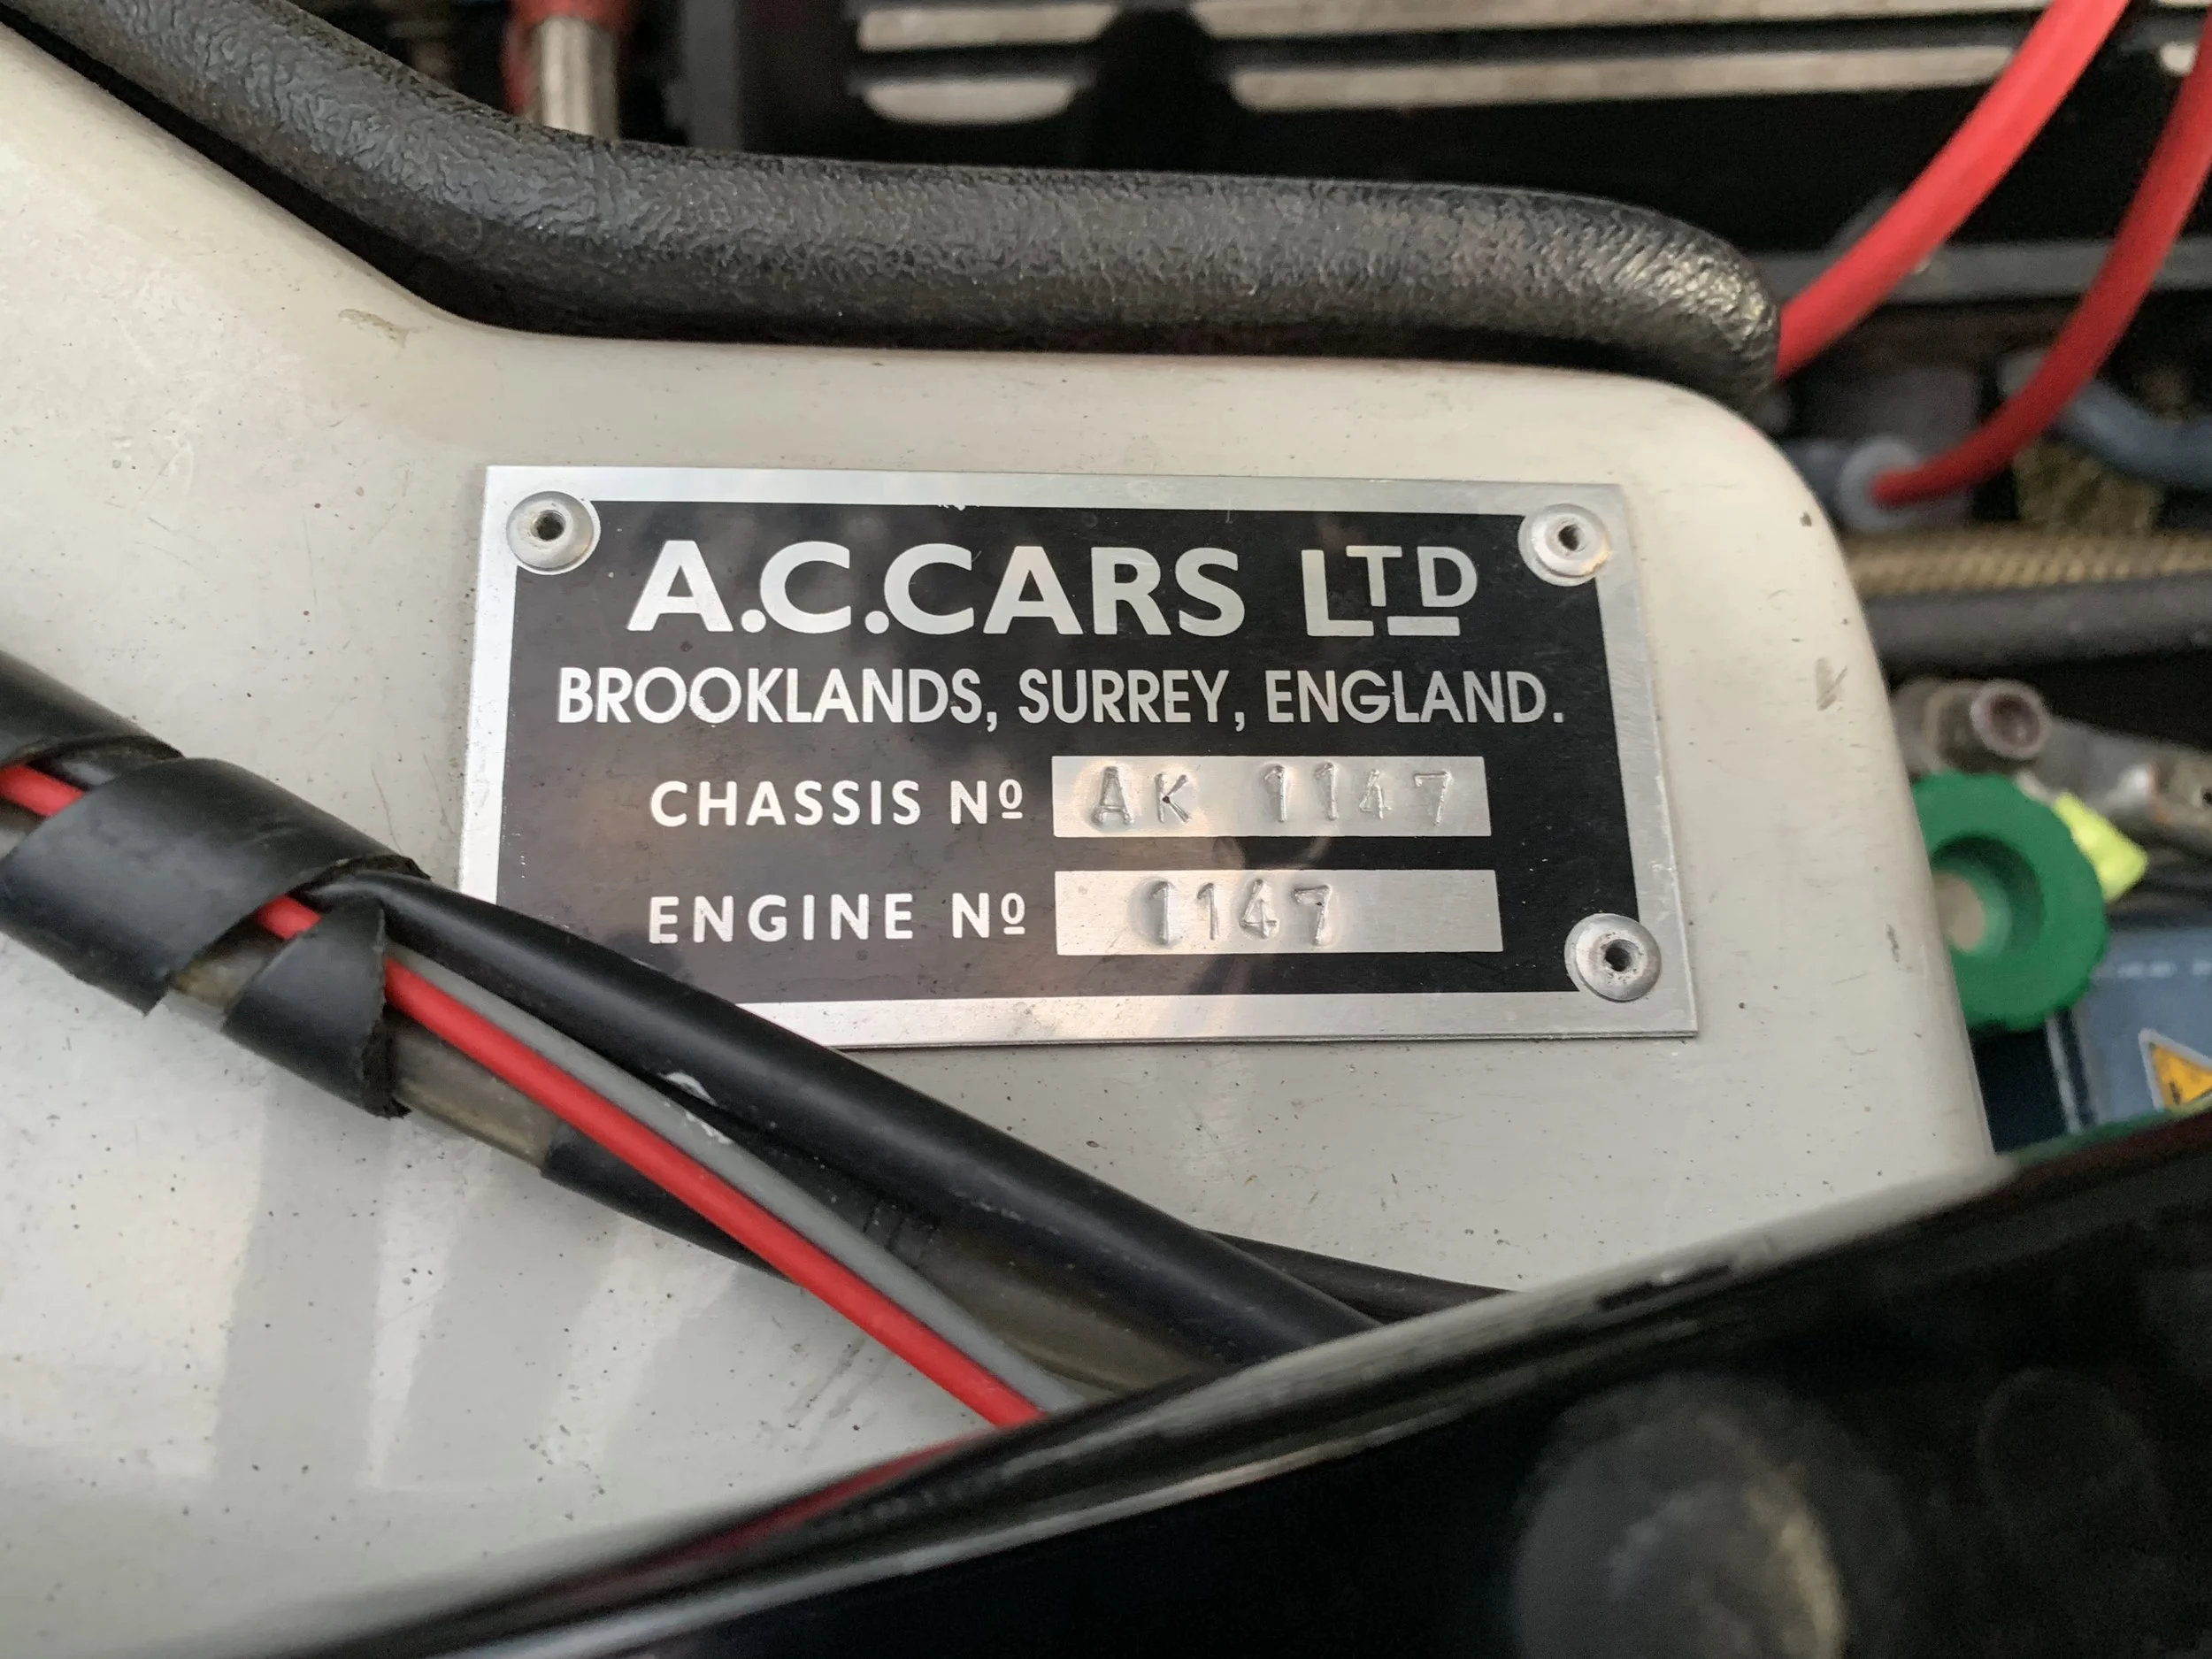 A.C.CARS LTD
BROOKLANDS, SURREY, ENGLAND.
CHASSIS Nº AK 1147
ENGINE Nº 1147